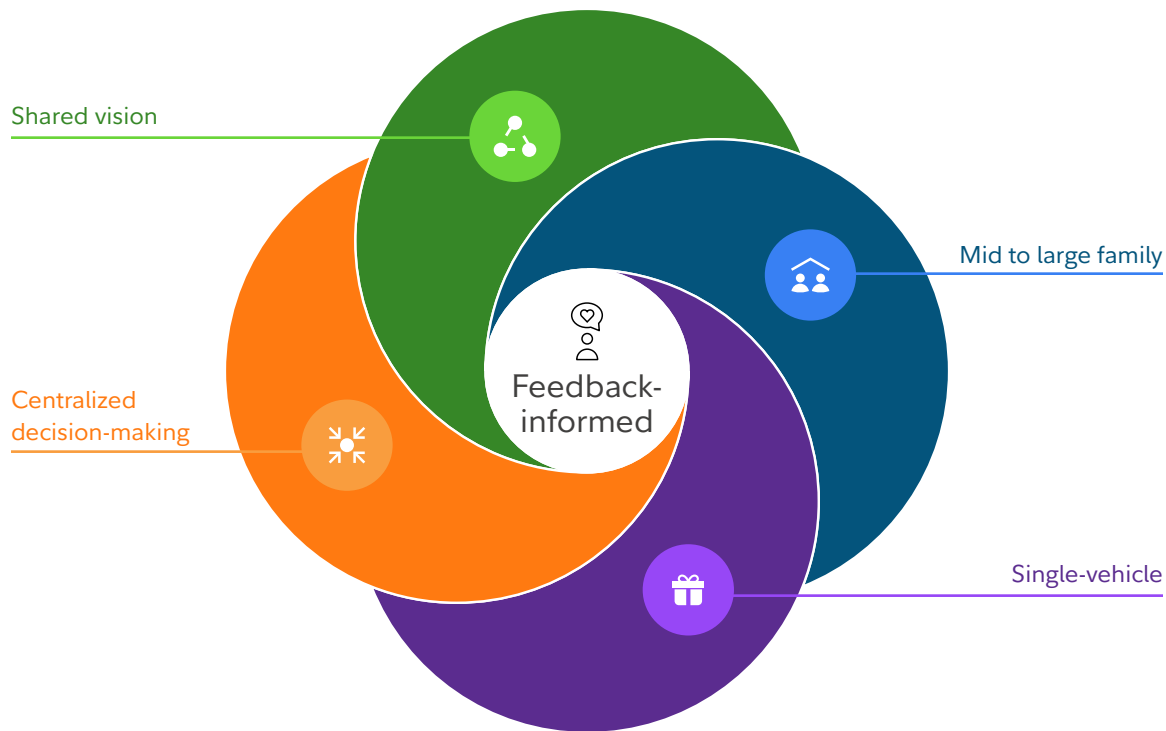 Shared vision
Mid to large family
Feedback-
informed
Centralized
decision-making
Single-vehicle